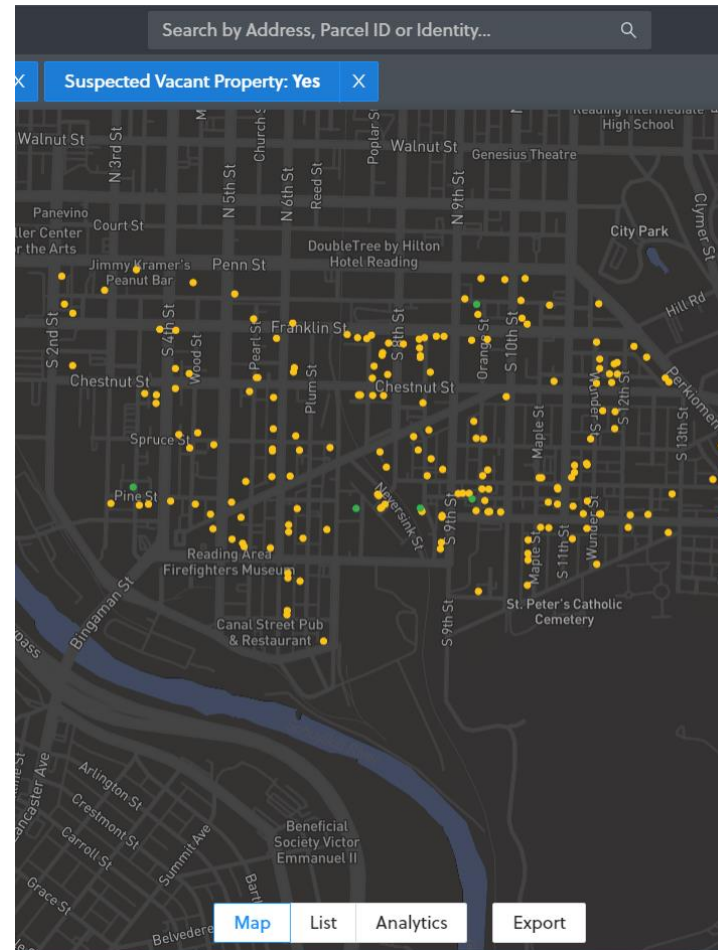 Search by Address, Parcel ID or Identity...
X
Suspected Vacant Property: Yes X
Reading Intermediate
High School
Walnut St
N 3rd St
Church St
Poplar St
Walnut St
Genesius Theatre
N 5th St
N 6th St
Reed St
N 9th St
Clymer St
Panevino
Court St
City Park
ller Center
or the Arts
DoubleTree by Hilton
Hotel Reading
Jimmy Kramer's
Peanut Bar
Penn St
Hill Rd
Franklin St
S 2nd St
S 4th St
Wood St
Pearl St
Plum St
S 8th St
Orange St
S 10th St
Chestnut St
Chestnut St
Wunder St
S 12th St
Perkiomen
Maple St
S 13th St
Spruce St
Pine St
Neversink St
S 9th St
Reading Area
Firefighters Museum
Maple St
S 11th St
Wunder St
Bingaman St
Canal Street Pub
& Restaurant
St. Peter's Catholic
Cemetery
S 9th St
Arlington St
Lancaster Ave
Crestmont St
Carroll St
Summit Ave
Grace St
Beneficial
Society Victor
Emmanuel II
Belvedere
Map List Analytics Export